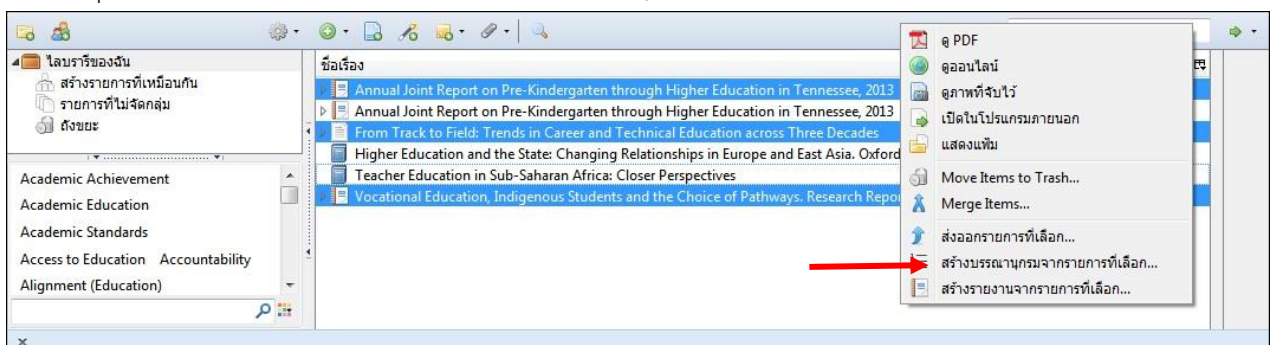 ไลบรารีของฉัน
สร้างรายการที่เหมือนกัน
รายการที่ไม่จัดกลุ่ม
ถังขยะ
Academic Achievement
Academic Education
Academic Standards
Access to Education Accountability
Alignment (Education)
ชื่อเรื่อง
Annual Joint Report on Pre-Kindergarten through Higher Education in Tennessee, 2013
Annual Joint Report on Pre-Kindergarten through Higher Education in Tennessee, 2013
From Track to Field: Trends in Career and Technical Education across Three Decades
Higher Education and the State: Changing Relationships in Europe and East Asia. Oxford
Teacher Education in Sub-Saharan Africa: Closer Perspectives
Vocational Education, Indigenous Students and the Choice of Pathways. Research Repo
ดู PDF
ดูออนไลน์
ดูภาพที่จับไว้
เปิดในโปรแกรมภายนอก
แสดงแฟ้ม
Move Items to Trash...
Merge Items...
ส่งออกรายการที่เลือก...
สร้างบรรณานุกรมจากรายการที่เลือก...
สร้างรายงานจากรายการที่เลือก...